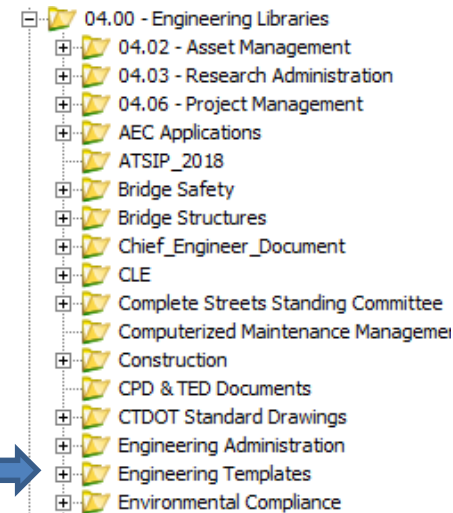 04.00 - Engineering Libraries
04.02 - Asset Management
04.03 - Research Administration
04.06 - Project Management
AEC Applications
ATSIP_2018
Bridge Safety
Bridge Structures
Chief_Engineer_Document
CLE
Complete Streets Standing Committee
Computerized Maintenance
Construction
CPD & TED Documents
CTDOT Standard Drawings
Engineering Administration
Engineering Templates
Environmental Compliance